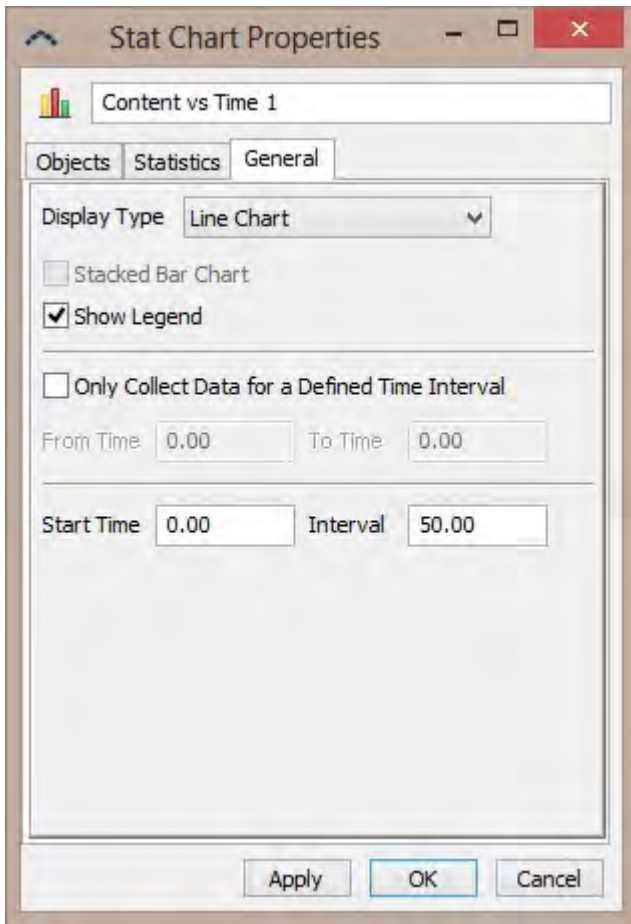 Stat Chart Properties
Content vs Time 1
Objects Statistics General
Display Type Line Chart
Stacked Bar Chart
Show Legend
Only Collect Data for a Defined Time Interval
From Time 0.00 To Time 0.00
Start Time 0.00 Interval 50.00
Apply OK Cancel